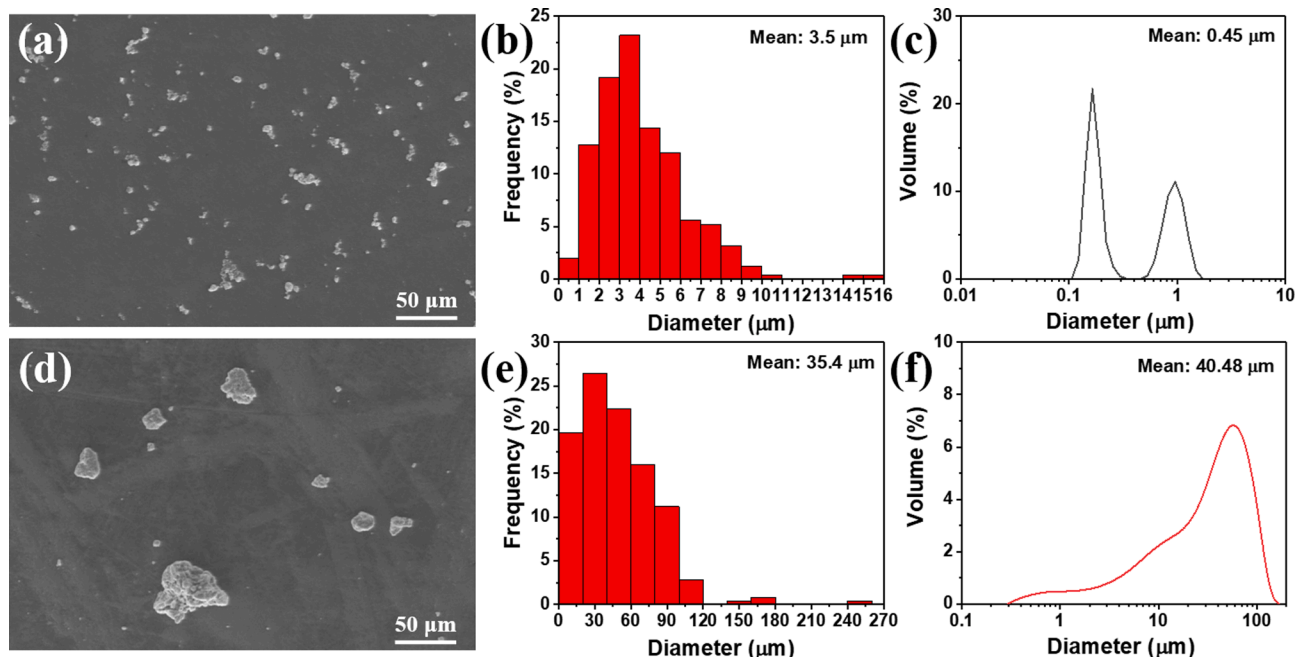 (a)
50 μm
(b)
Mean: 3.5 μm
Frequency (%)
25
20
15
10
5
0
0 1 2 3 4 5 6 7 8 9 10 11 12 13 14 15 16
Diameter (μm)
(c)
Mean: 0.45 μm
Volume (%)
30
20
10
0
0.01 0.1 1 10
Diameter (μm)
(d)
50 μm
(e)
Mean: 35.4 μm
Frequency (%)
30
25
20
15
10
5
0
0 30 60 90 120 150 180 210 240 270
Diameter (μm)
(f)
Mean: 40.48 μm
Volume (%)
10
8
6
4
2
0
0.1 1 10 100
Diameter (μm)